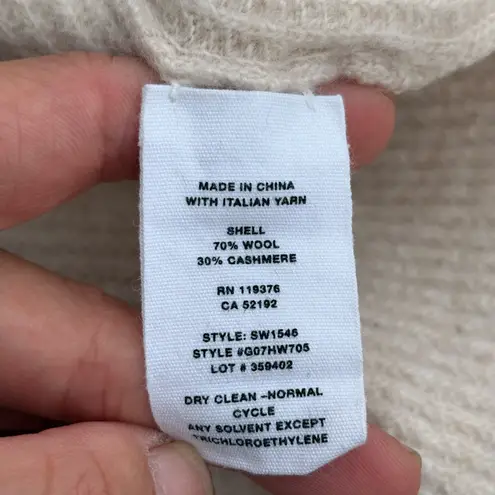 MADE IN CHINA
WITH ITALIAN YARN
SHELL
70% WOOL
30% CASHMERE
RN 119376
CA 52192
STYLE: SW1546
STYLE #G07HW705
LOT # 359402
DRY CLEAN -NORMAL
CYCLE
ANY SOLVENT EXCEPT
TRICHLOROETHYLENE